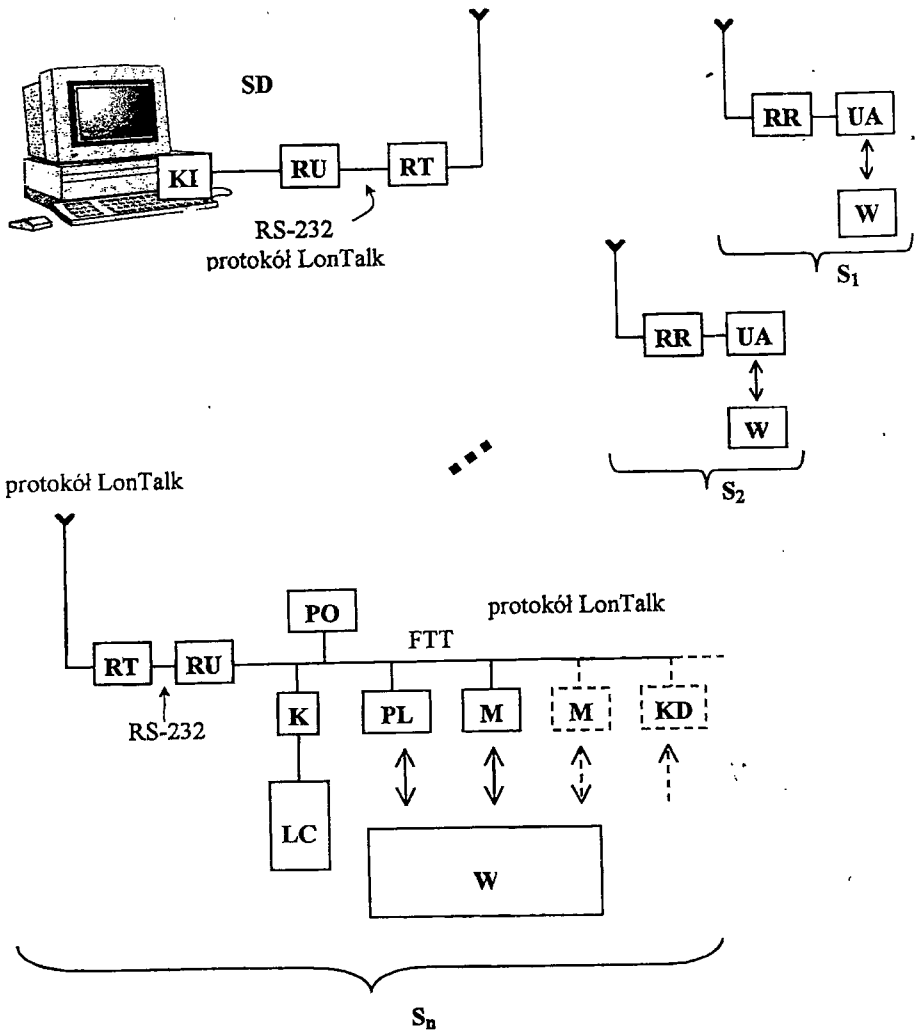 SD
KI
RU
RT
RS-232
protokół LonTalk
RR
UA
W
S₁
RR
UA
W
S₂
protokół LonTalk
PO
protokół LonTalk
FTT
RT
RU
RS-232
K
PL
M
M
KD
LC
W
Sₙ